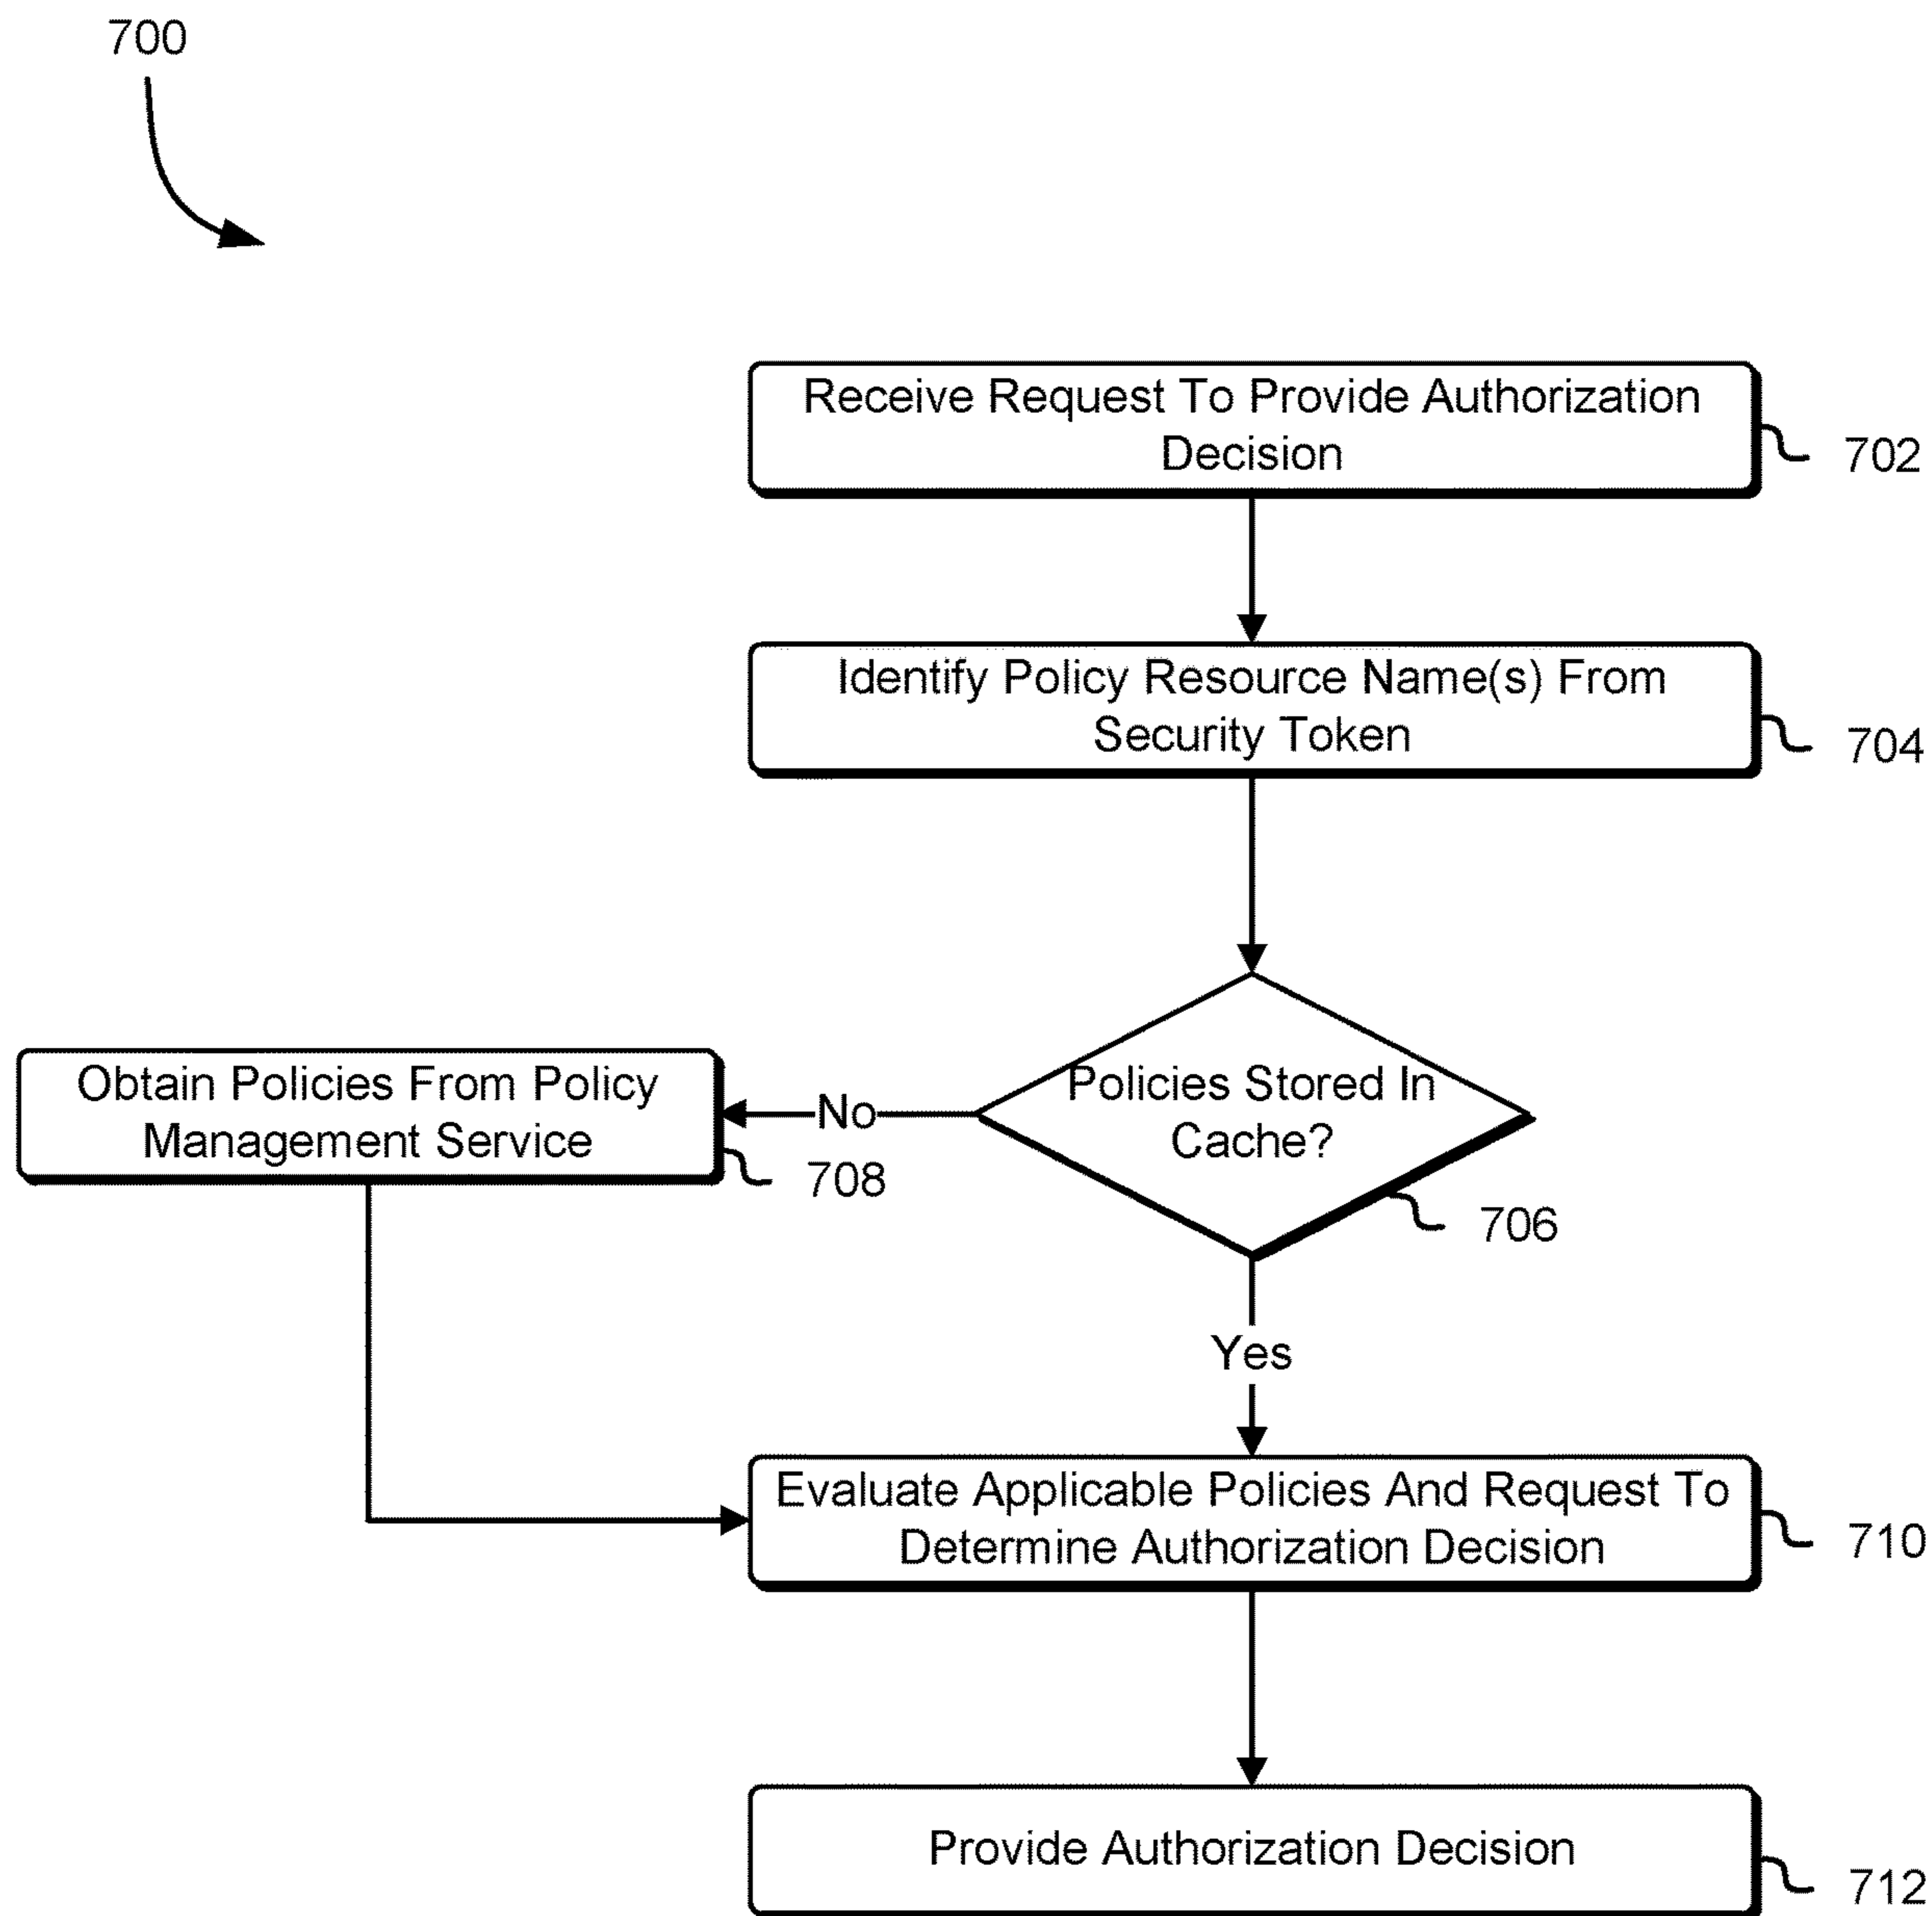 700
Receive Request To Provide Authorization
Decision
702
Identify Policy Resource Name(s) From
Security Token
704
Policies Stored In
Cache?
706
No
Obtain Policies From Policy
Management Service
708
Yes
Evaluate Applicable Policies And Request To
Determine Authorization Decision
710
Provide Authorization Decision
712